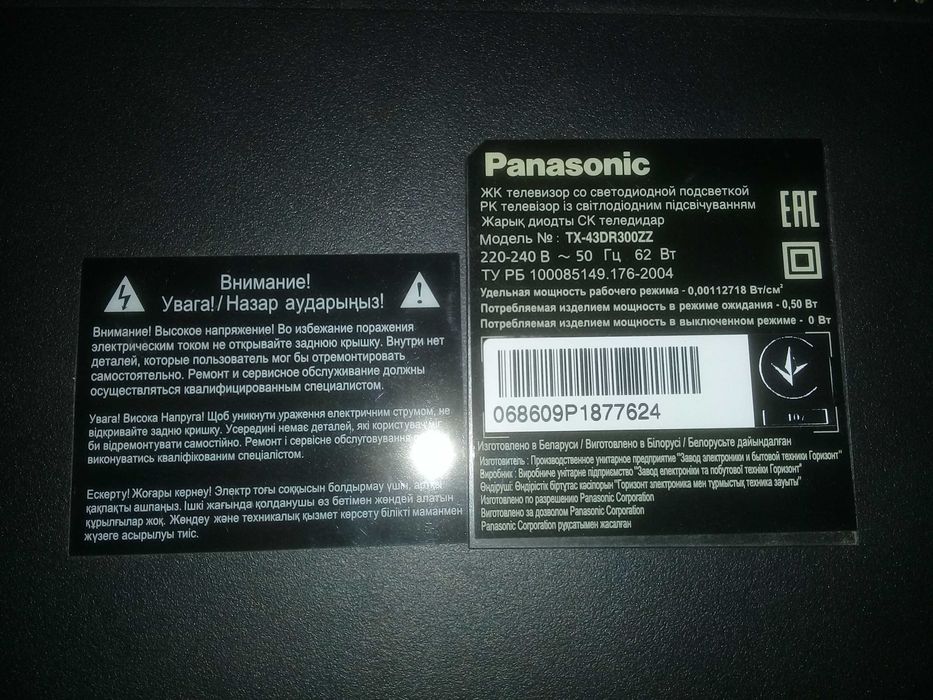 Внимание!
Увага! / Назар аударыңыз!
Внимание! Высокое напряжение! Во избежание поражения
электрическим током не открывайте заднюю крышку. Внутри нет
деталей, которые пользователь мог бы отремонтировать
самостоятельно. Ремонт и сервисное обслуживание должны
осуществляться квалифицированным специалистом.
Увага! Висока Напруга! Щоб уникнути ураження електричним струмом, не
відкривайте задню кришку. Усередині немає деталей, які користувач міг
би відремонтувати самостійно. Ремонт і сервісне обслуговування
виконуватись кваліфікованим спеціалістом.
Ескерту! Жоғары кернеу! Электр тоғы соққысын болдырмау үшін, артқы
қақпақты ашпаңыз. Ішкі жағында қолданушы өз бетімен жөндей алатын
құрылғылар жоқ. Жөндеу және техникалық қызмет көрсету білікті маманмен
жүзеге асырылуы тиіс.
Panasonic
ЖК телевизор со светодиодной подсветкой
РК телевізор із світлодіодним підсвічуванням
Жарық диодты СК теледидар
Модель № : TX-43DR300ZZ
220-240 В ~ 50 Гц 62 Вт
ТУ РБ 100085149.176-2004
Удельная мощность рабочего режима - 0,00112718 Вт/см²
Потребляемая изделием мощность в режиме ожидания - 0,50 Вт
Потребляемая изделием мощность в выключенном режиме - 0 Вт
EAC
068609P1877624
Изготовлено в Беларуси / Виготовлено в Білорусі / Белорусьте дайындалған
Изготовитель : Производственное унитарное предприятие "Завод электроники и бытовой техники Горизонт"
Виробник : Виробниче унітарне підприємство "Завод електроніки та побутової техніки Горизонт"
Өндіруші: Өндірістік біртұтас кәсіпорын "Горизонт электроника мен тұрмыстық техника зауыты"
Изготовлено по разрешению Panasonic Corporation
Виготовлено за дозволом Panasonic Corporation
Panasonic Corporation рұқсатымен жасалған